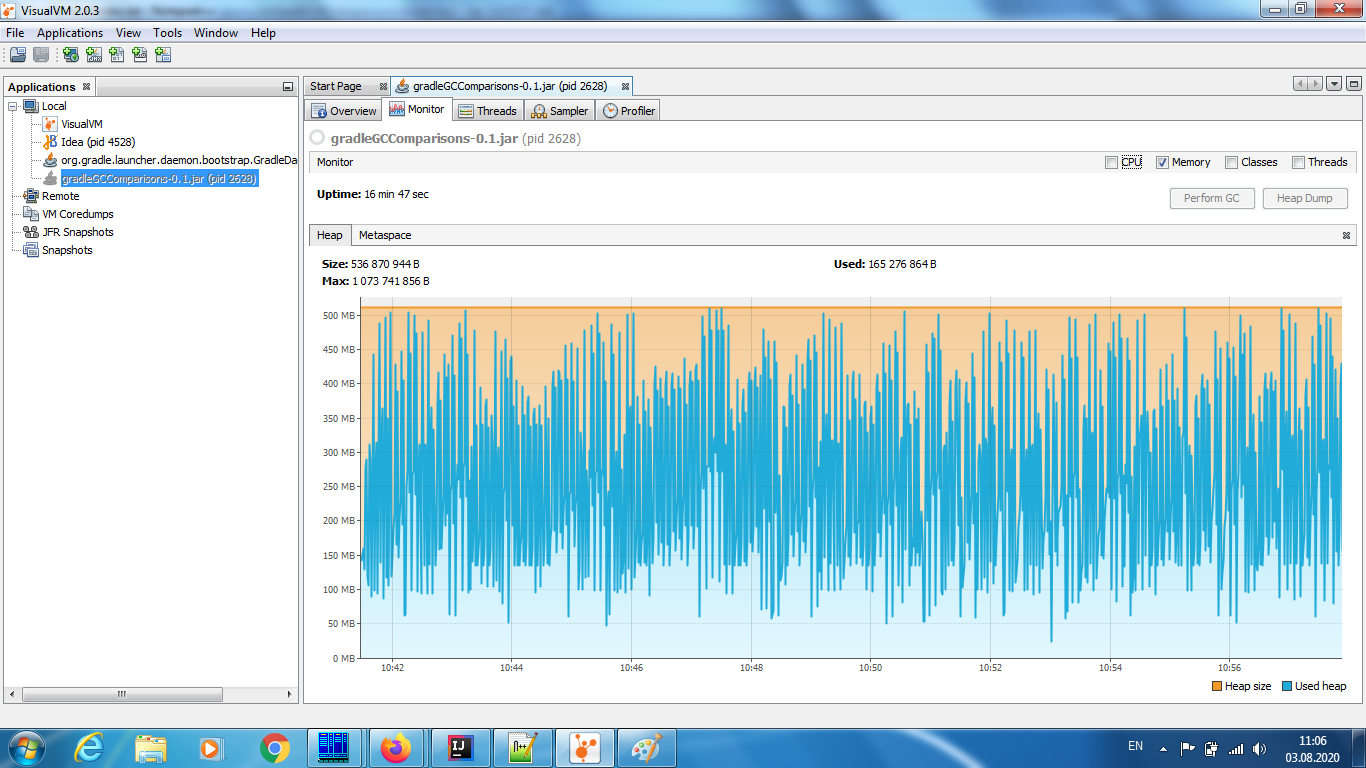 VisualVM 2.0.3
File Applications View Tools Window Help
Applications
Start Page gradleGCComparisons-0.1.jar (pid 2628)
Local
VisualVM
Idea (pid 4528)
org.gradle.launcher.daemon.bootstrap.GradleDa
gradleGCComparisons-0.1.jar (pid 2628)
Remote
VM Coredumps
JFR Snapshots
Snapshots
Overview Monitor Threads Sampler Profiler
gradleGCComparisons-0.1.jar (pid 2628)
Monitor CPU Memory Classes Threads
Uptime: 16 min 47 sec
Perform GC Heap Dump
Heap Metaspace
Size: 536 870 944 B Used: 165 276 864 B
Max: 1 073 741 856 B
500 MB
450 MB
400 MB
350 MB
300 MB
250 MB
200 MB
150 MB
100 MB
50 MB
0 MB
10:42 10:44 10:46 10:48 10:50 10:52 10:54 10:56
Heap size Used heap
EN
11:06
03.08.2020